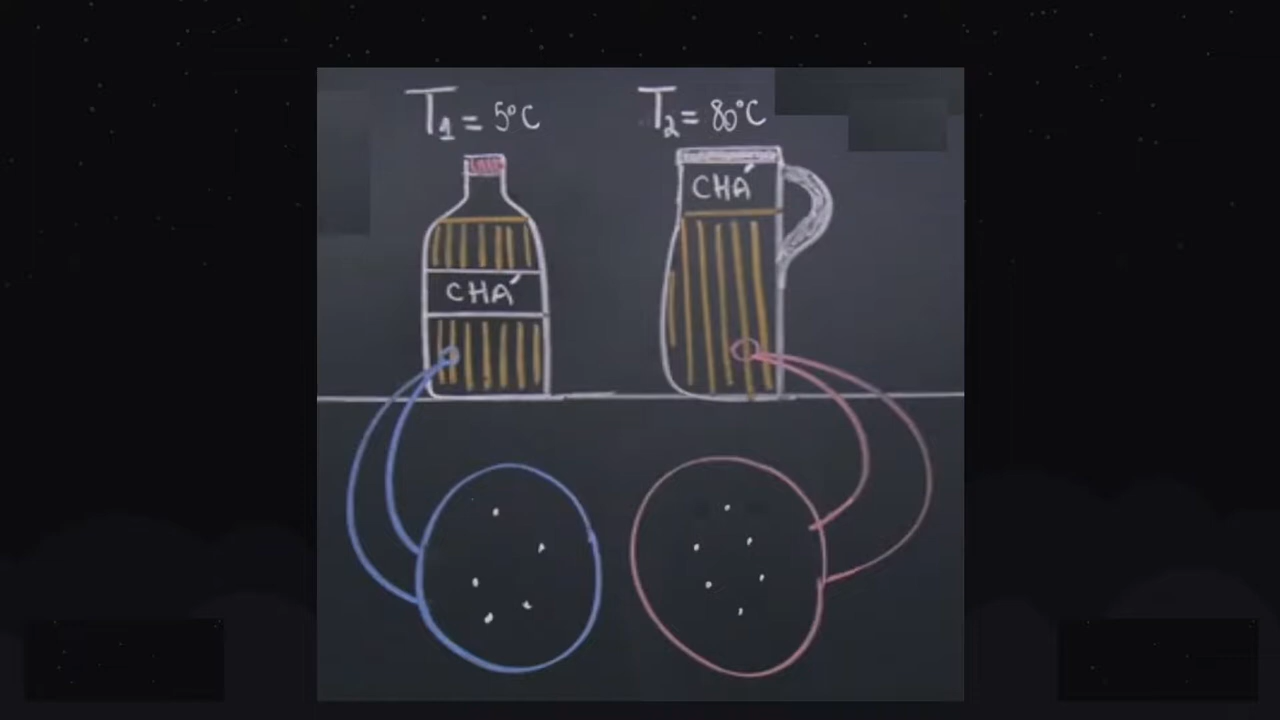 T1 = 5°C
T2 = 80°C
CHÁ
CHÁ